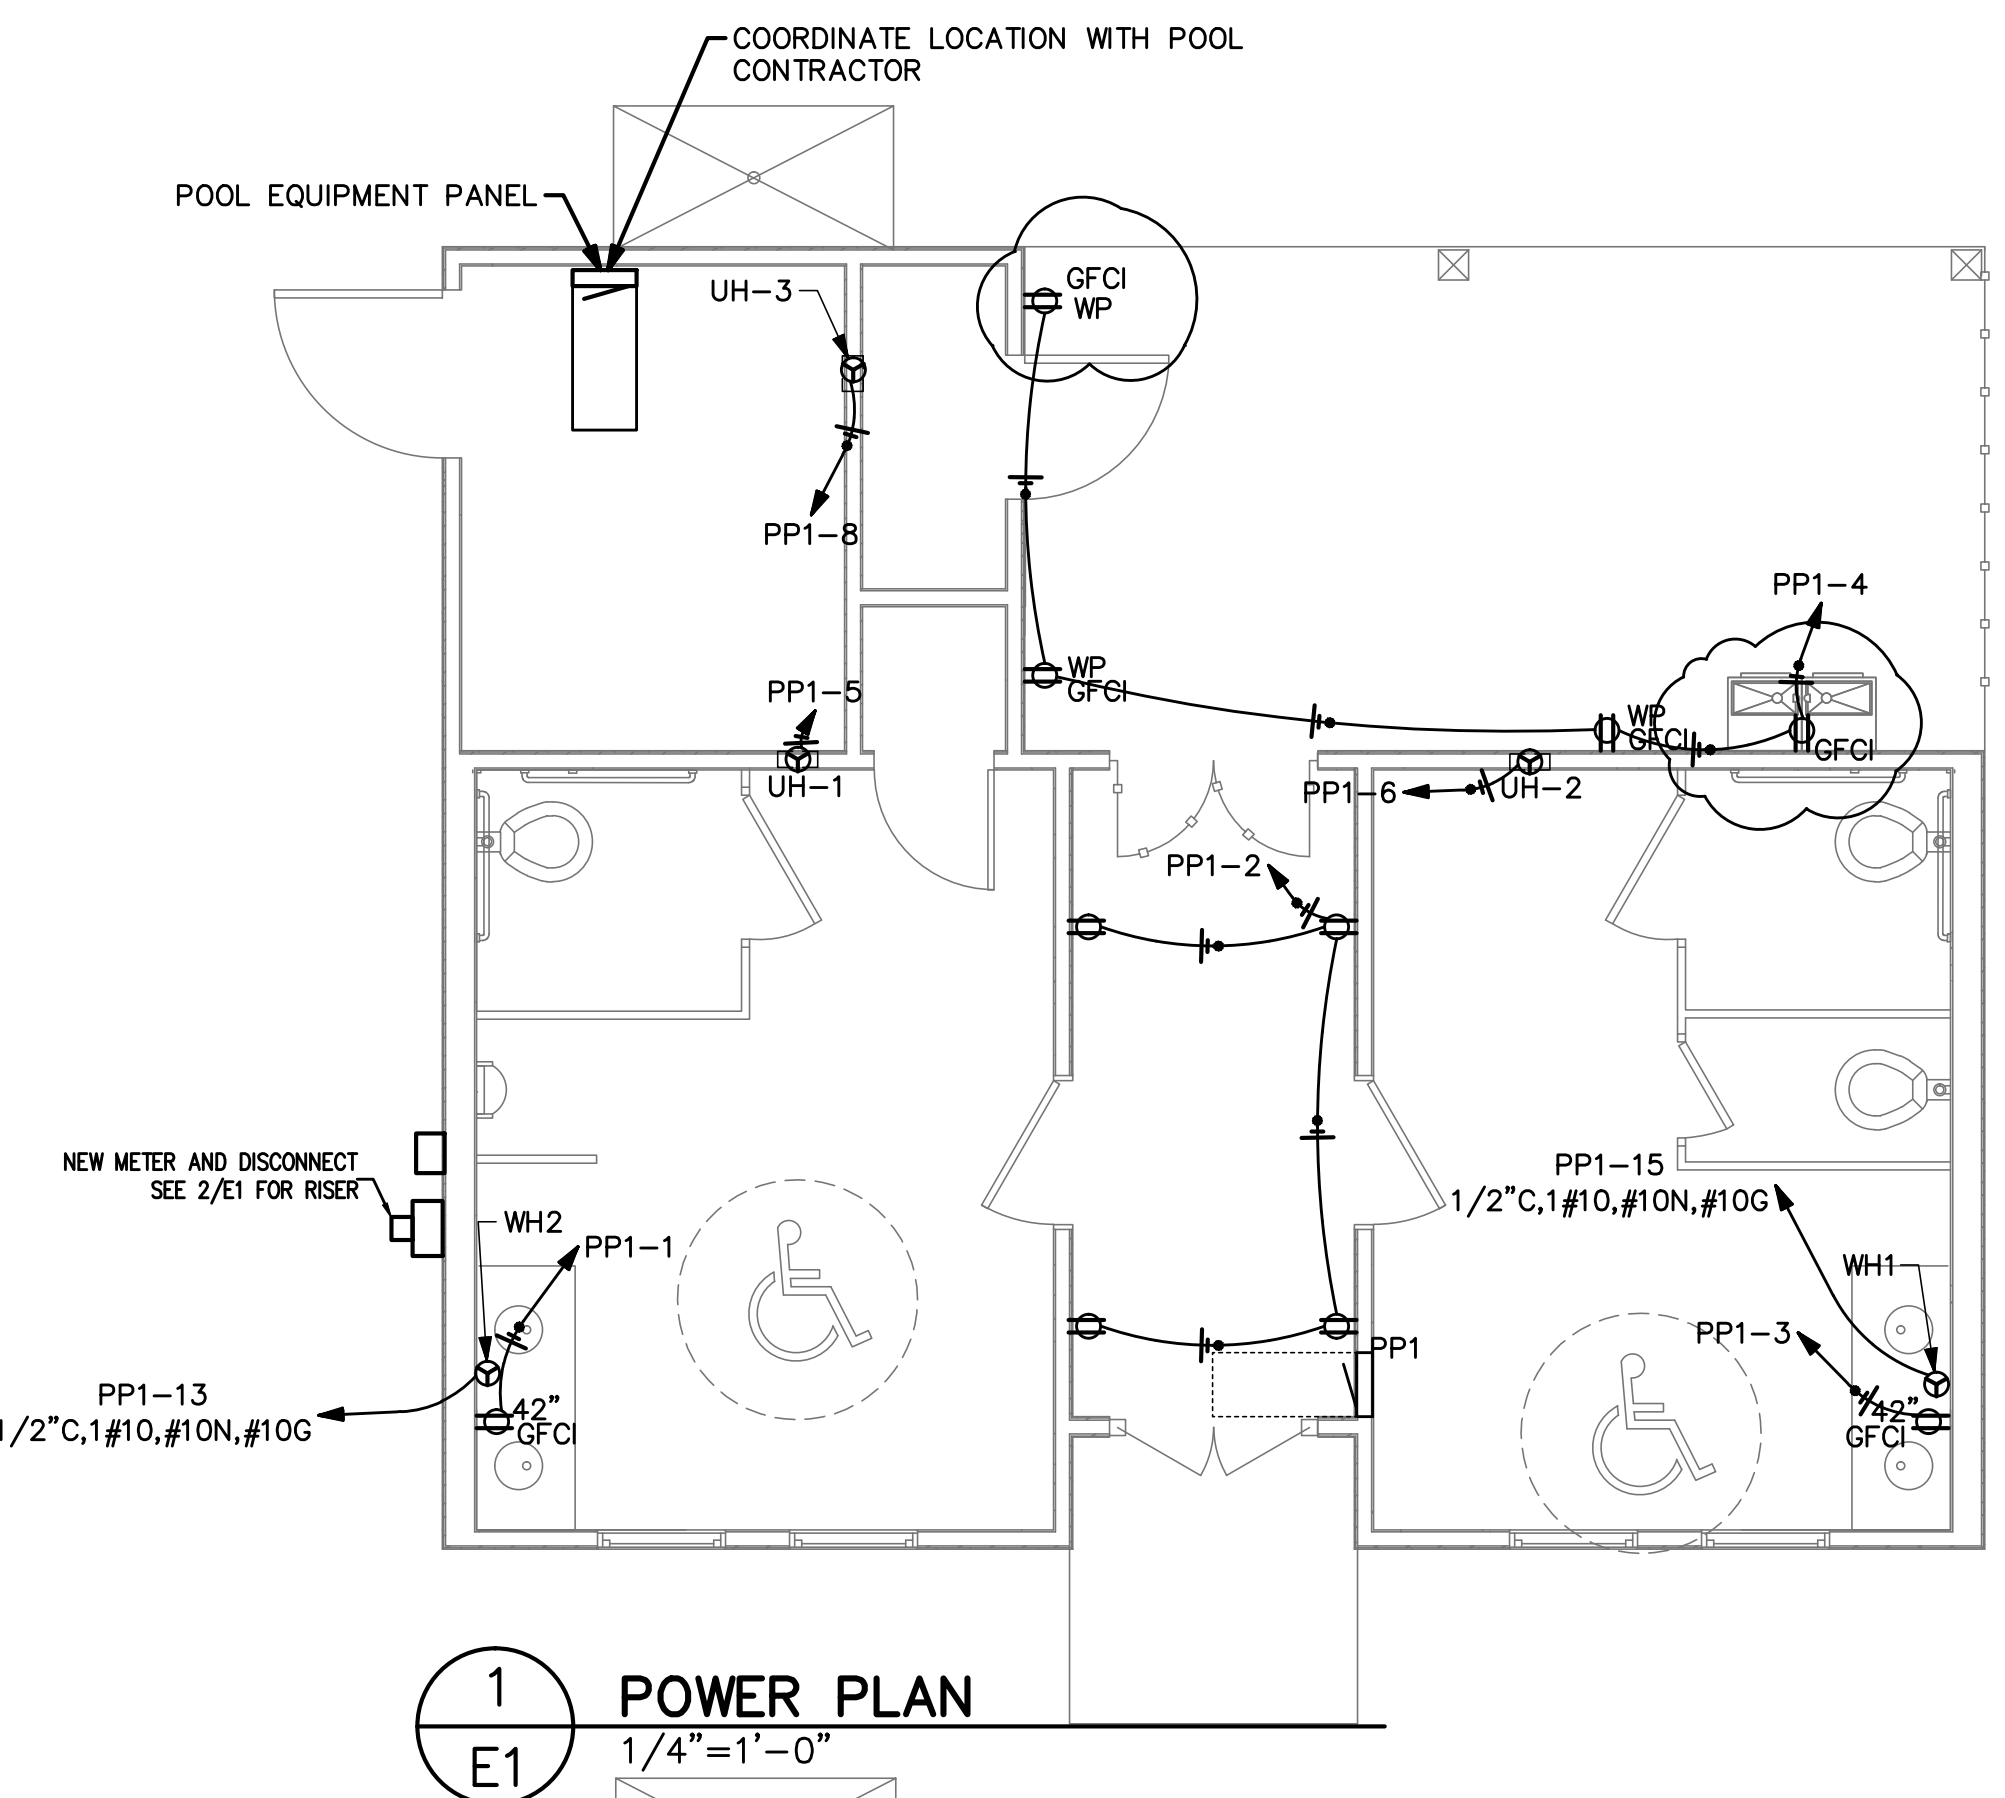 COORDINATE LOCATION WITH POOL
CONTRACTOR
POOL EQUIPMENT PANEL
UH-3
GFCI
WP
PP1-8
PP1-4
WP
GFCI
PP1-5
WP
GFCI
GFCI
UH-1
PP1-6
UH-2
PP1-2
NEW METER AND DISCONNECT
SEE 2/E1 FOR RISER
PP1-15
1/2"C,1#10,#10N,#10G
WH2
PP1-1
WH1
PP1-3
PP1
PP1-13
1/2"C,1#10,#10N,#10G
42"
GFCI
42"
GFCI
1
E1
POWER PLAN
1/4"=1'-0"